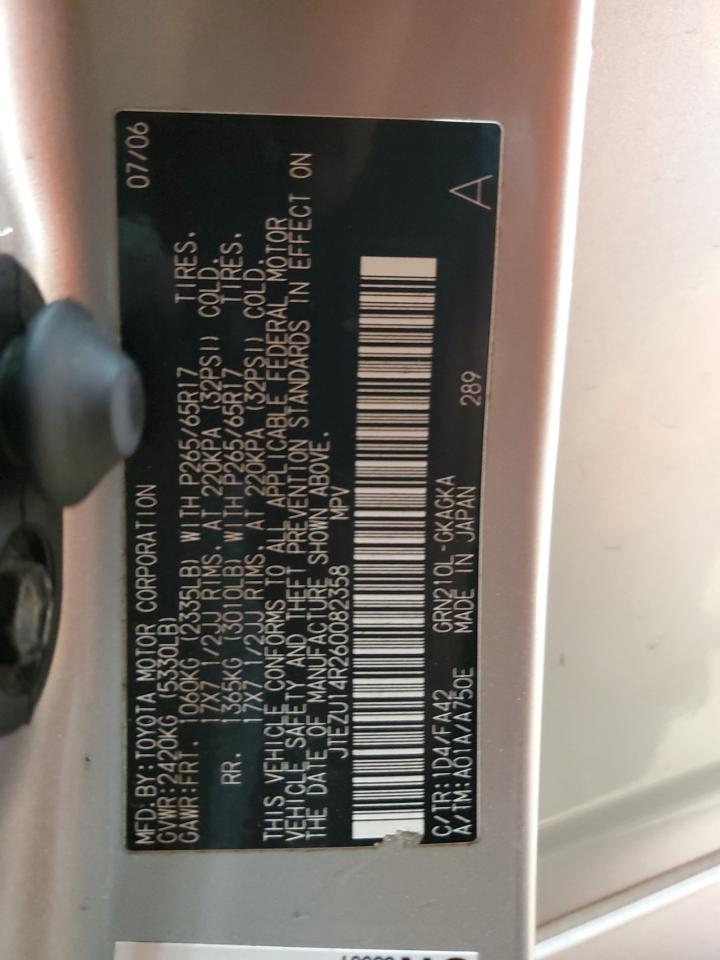 MFD.BY:TOYOTA MOTOR CORPORATION 07/06
GVWR:2420KG (5330LB)
GAWR:FRT. 1060KG (2335LB) WITH P265/65R17 TIRES,
17X7 1/2JJ RIMS, AT 220KPA (32PSI) COLD.
RR. 1365KG (3010LB) WITH P265/65R17 TIRES,
17X7 1/2JJ RIMS, AT 220KPA (32PSI) COLD.
THIS VEHICLE CONFORMS TO ALL APPLICABLE FEDERAL MOTOR
VEHICLE SAFETY AND THEFT PREVENTION STANDARDS IN EFFECT ON
THE DATE OF MANUFACTURE SHOWN ABOVE.
JTEZU14R260082358 MPV
C/TR:1D4/FA42 GRN210L-GKAGKA A
A/TM:A01A/A750E MADE IN JAPAN 289